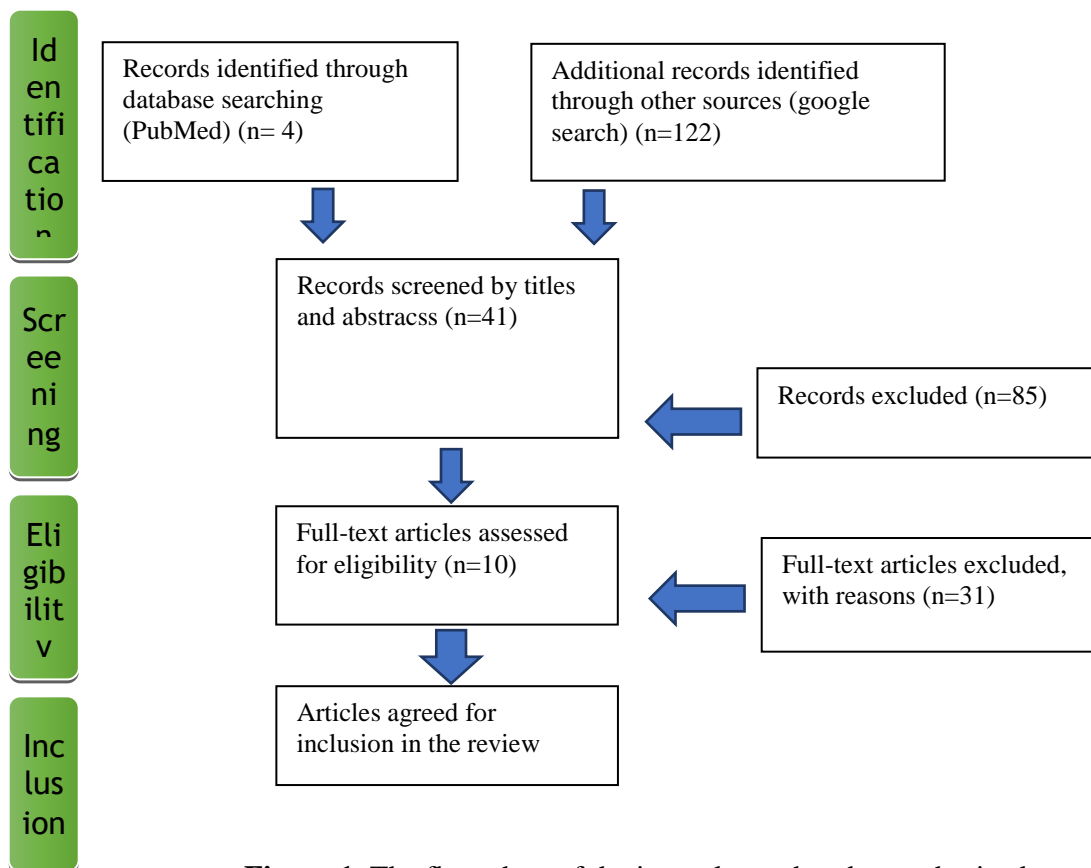 Id
en
tifi
ca
tio
n
Records identified through
database searching
(PubMed) (n= 4)
Additional records identified
through other sources (google
search) (n=122)
Scr
ee
ni
ng
Records screened by titles
and abstracss (n=41)
Records excluded (n=85)
Eli
gib
ilit
y
Full-text articles assessed
for eligibility (n=10)
Full-text articles excluded,
with reasons (n=31)
Inc
lus
ion
Articles agreed for
inclusion in the review